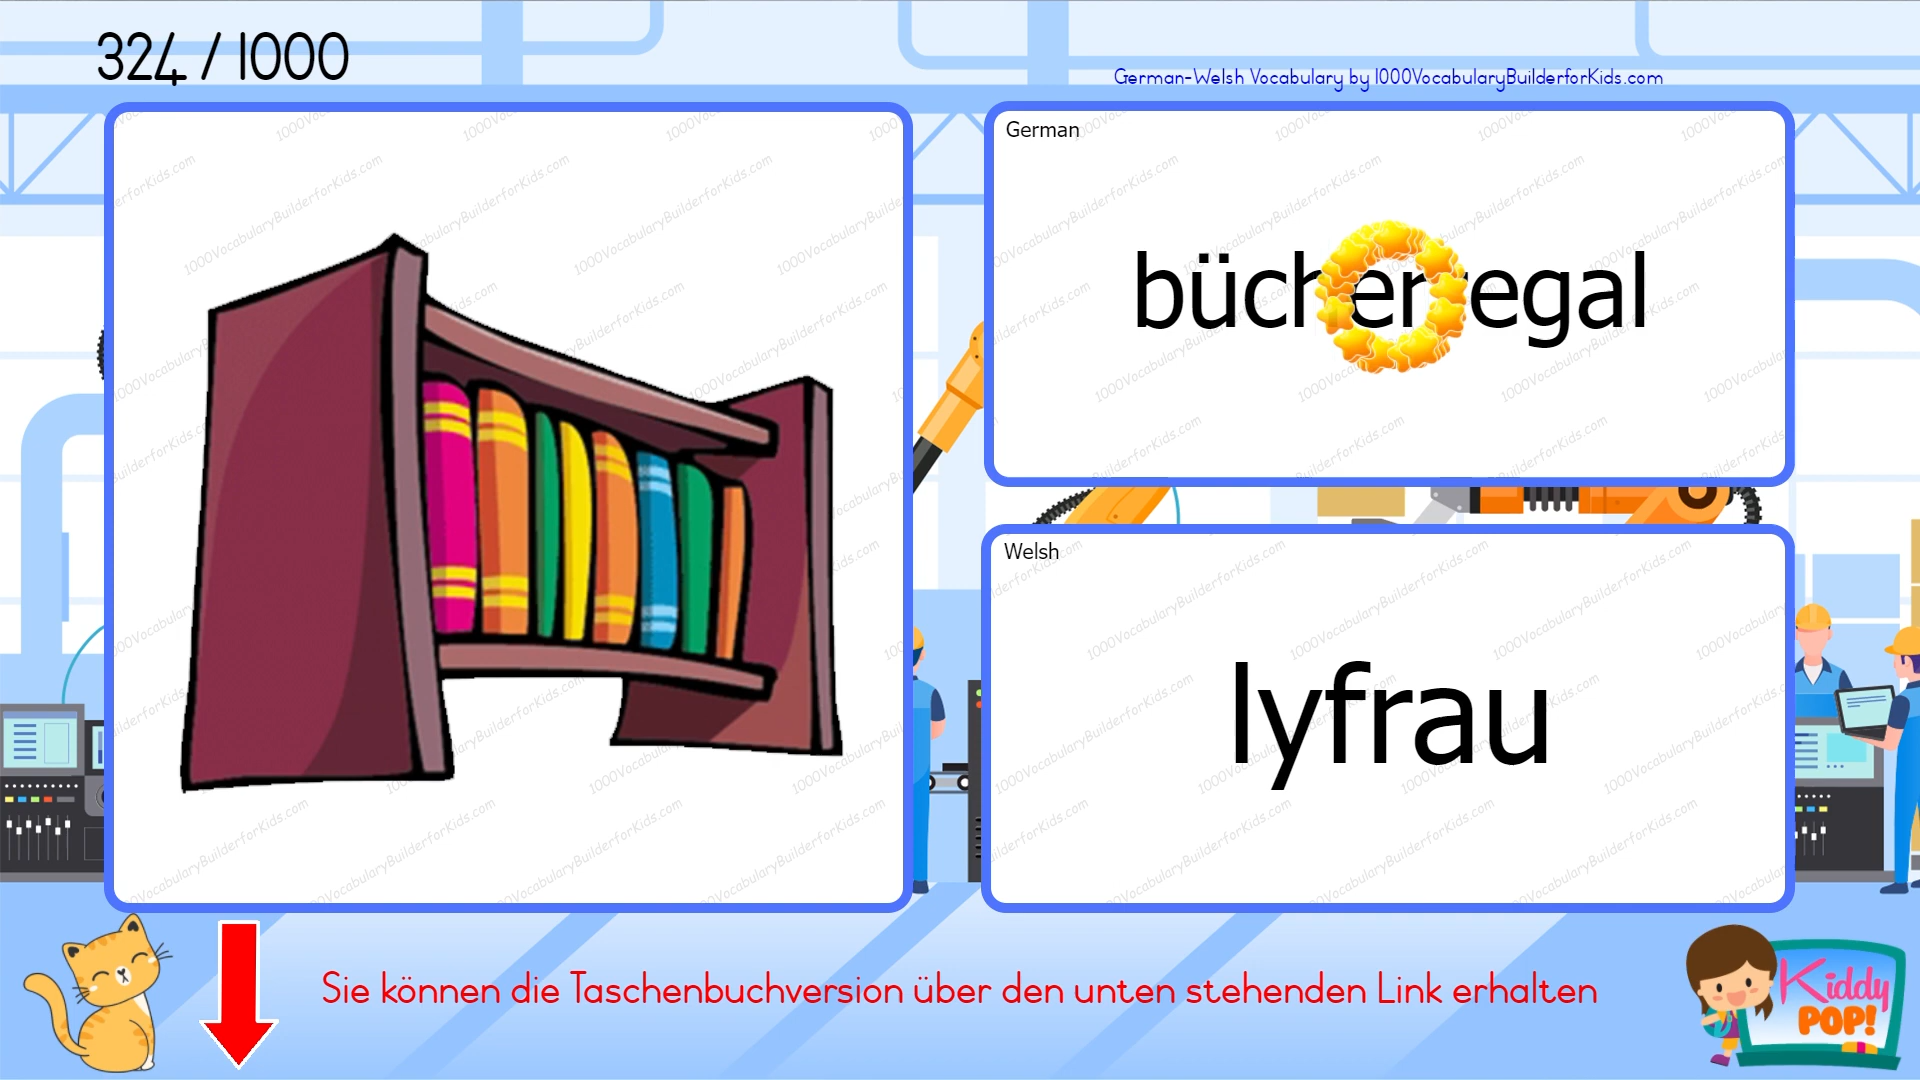 324 / 1000
German-Welsh Vocabulary by 1000VocabularyBuilderforKids.com
German
bücherregal
Welsh
lyfrau
Sie können die Taschenbuchversion über den unten stehenden Link erhalten
Kiddy
POP!